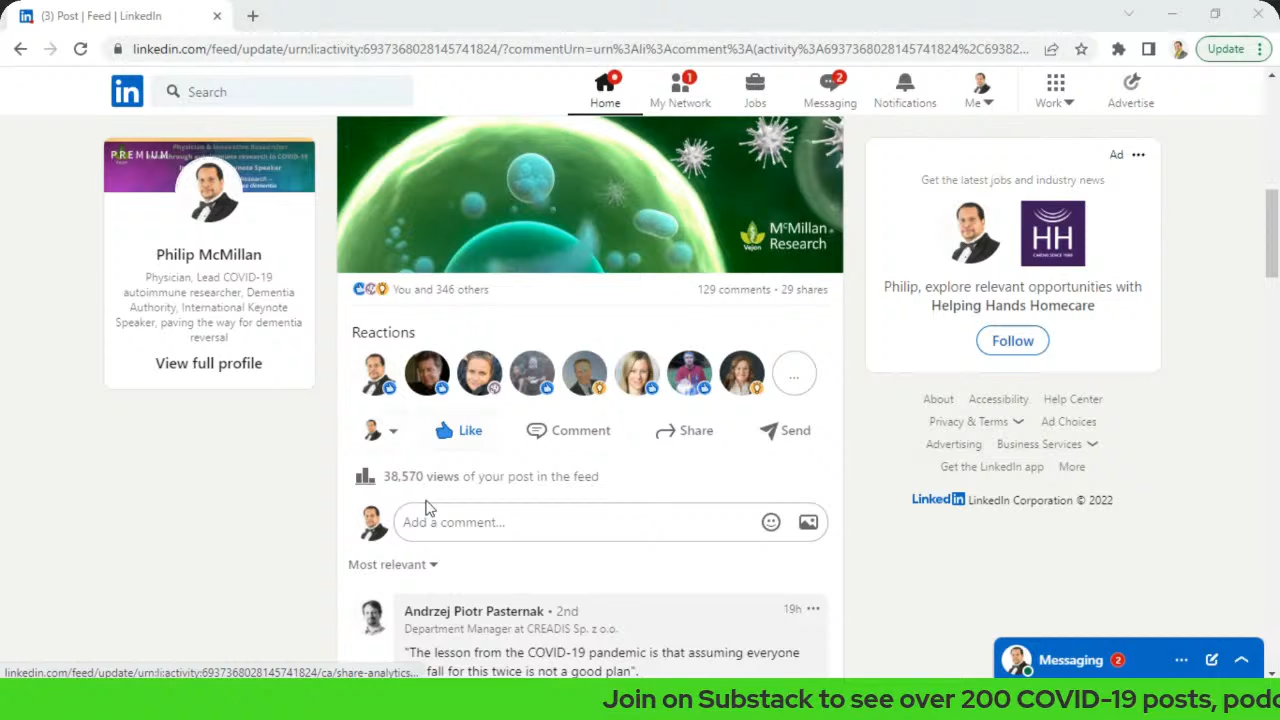 (3) Post | Feed | LinkedIn
linkedin.com/feed/update/urn:li:activity:6937368028145741824/?commentUrn=urn%3Ali%3Acomment%3A(activity%3A6937368028145741824%2C69382...
Update
in
Search
Home
My Network
1
Jobs
Messaging
2
Notifications
Me
Work
Advertise
PREMIUM
Physician & Innovative Researcher
Philip McMillan
Physician, Lead COVID-19
autoimmune researcher, Dementia
Authority, International Keynote
Speaker, paving the way for dementia
reversal
View full profile
Vejon
McMillan
Research
You and 346 others
129 comments • 29 shares
Reactions
...
Like
Comment
Share
Send
38,570 views of your post in the feed
Add a comment...
Most relevant
Andrzej Piotr Pasternak • 2nd
19h
Department Manager at CREADIS Sp. z o.o.
"The lesson from the COVID-19 pandemic is that assuming everyone
fall for this twice is not a good plan".
Ad
Get the latest jobs and industry news
HH
Philip, explore relevant opportunities with
Helping Hands Homecare
Follow
About Accessibility Help Center
Privacy & Terms Ad Choices
Advertising Business Services
Get the LinkedIn app More
LinkedIn LinkedIn Corporation © 2022
Messaging 2
linkedin.com/feed/update/urn:li:activity:6937368028145741824/ca/share-analytics...
Join on Substack to see over 200 COVID-19 posts, podc